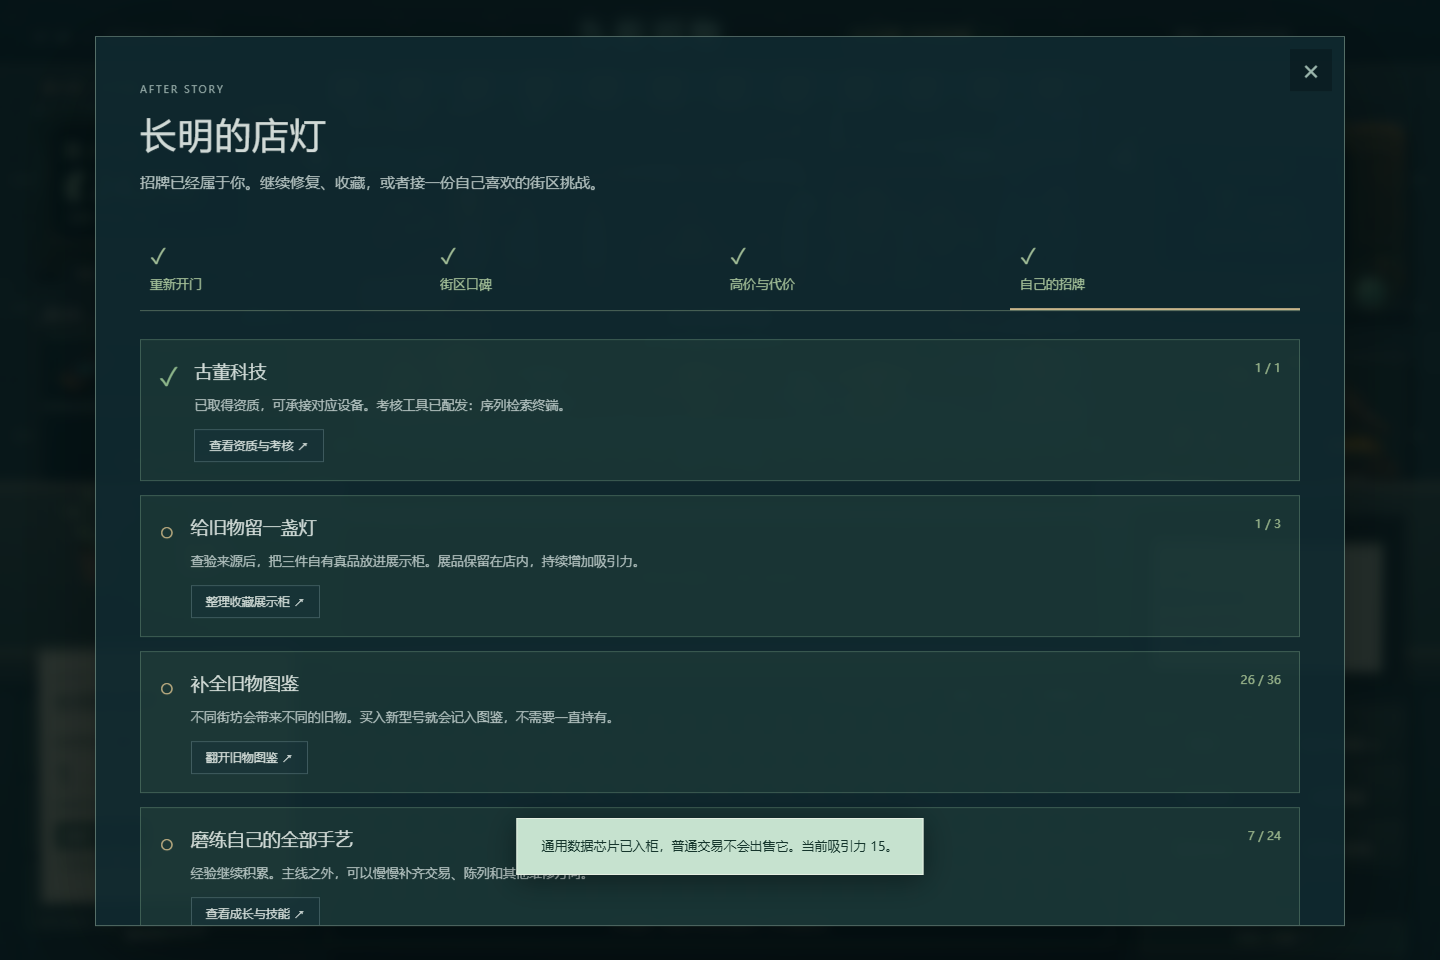 AFTER STORY
长明的店灯
招牌已经属于你。继续修复、收藏，或者接一份自己喜欢的街区挑战。
✓ ✓ ✓ ✓
重新开门 街区口碑 高价与代价 自己的招牌
✓ 古董科技 1 / 1
已取得资质，可承接对应设备。考核工具已配发：序列检索终端。
查看资质与考核 ↗
给旧物留一盏灯 1 / 3
查验来源后，把三件自有真品放进展示柜。展品保留在店内，持续增加吸引力。
整理收藏展示柜 ↗
补全旧物图鉴 26 / 36
不同街坊会带来不同的旧物。买入新型号就会记入图鉴，不需要一直持有。
翻开旧物图鉴 ↗
磨练自己的全部手艺 7 / 24
通用数据芯片已入柜，普通交易不会出售它。当前吸引力 15。
经验继续积累。主线之外，可以慢慢补齐交易、陈列和其
查看成长与技能 ↗